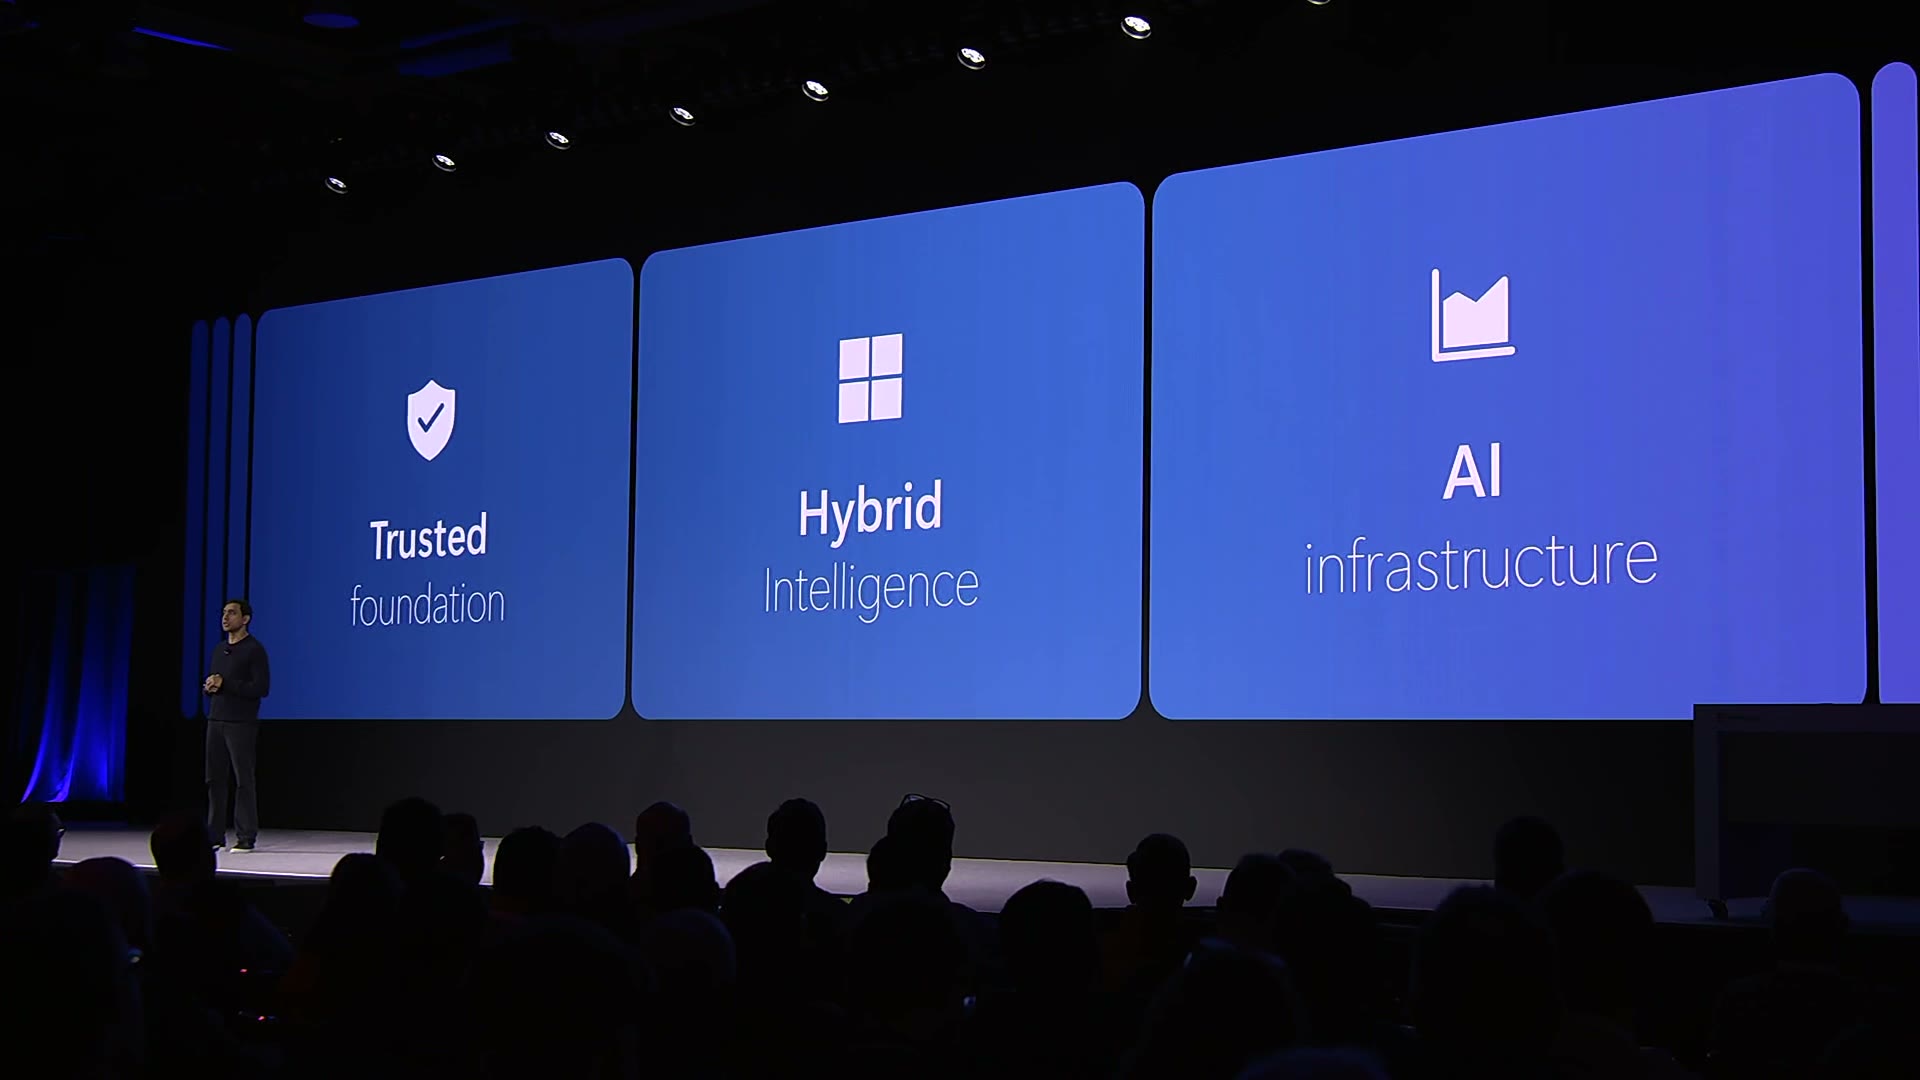 Trusted
foundation
Hybrid
Intelligence
AI
infrastructure